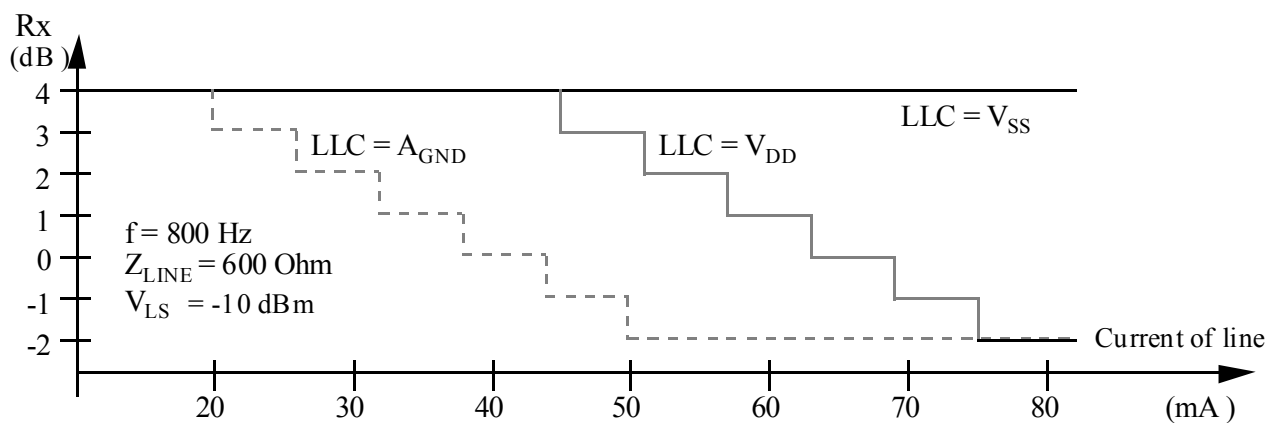 Rx
(dB)
4
3
2
1
0
-1
-2
LLC = V_SS
LLC = A_GND
LLC = V_DD
f = 800 Hz
Z_LINE = 600 Ohm
V_LS = -10 dBm
Current of line
20 30 40 50 60 70 80 (mA)